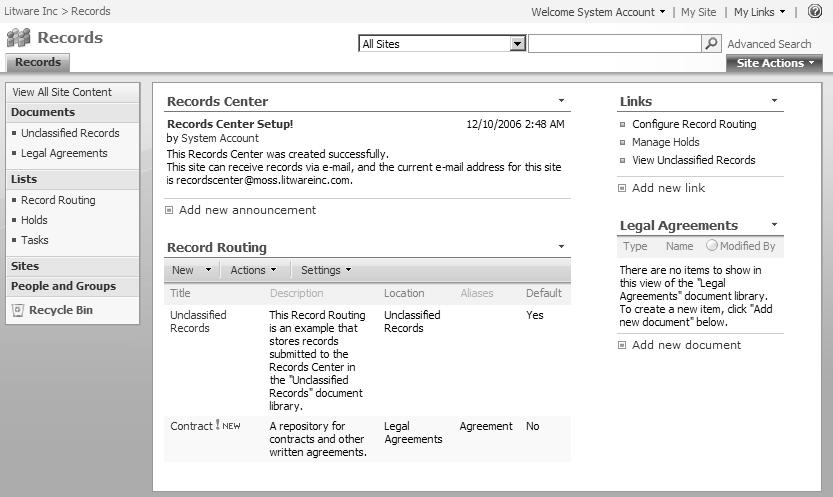 Litware Inc > Records
Welcome System Account | My Site | My Links |
Records
All Sites
Advanced Search
Records
Site Actions
View All Site Content
Documents
Unclassified Records
Legal Agreements
Lists
Record Routing
Holds
Tasks
Sites
People and Groups
Recycle Bin
Records Center
Records Center Setup! 12/10/2006 2:48 AM
by System Account
This Records Center was created successfully.
This site can receive records via e-mail, and the current e-mail address for this site
is recordscenter@moss.litwareinc.com.
Add new announcement
Record Routing
New Actions Settings
Title Description Location Aliases Default
Unclassified
Records
This Record Routing
is an example that
stores records
submitted to the
Records Center in
the "Unclassified
Records" document
library.
Unclassified
Records
Yes
Contract ! NEW
A repository for
contracts and other
written agreements.
Legal
Agreements
Agreement
No
Links
Configure Record Routing
Manage Holds
View Unclassified Records
Add new link
Legal Agreements
Type Name Modified By
There are no items to show in
this view of the "Legal
Agreements" document library.
To create a new item, click "Add
new document" below.
Add new document